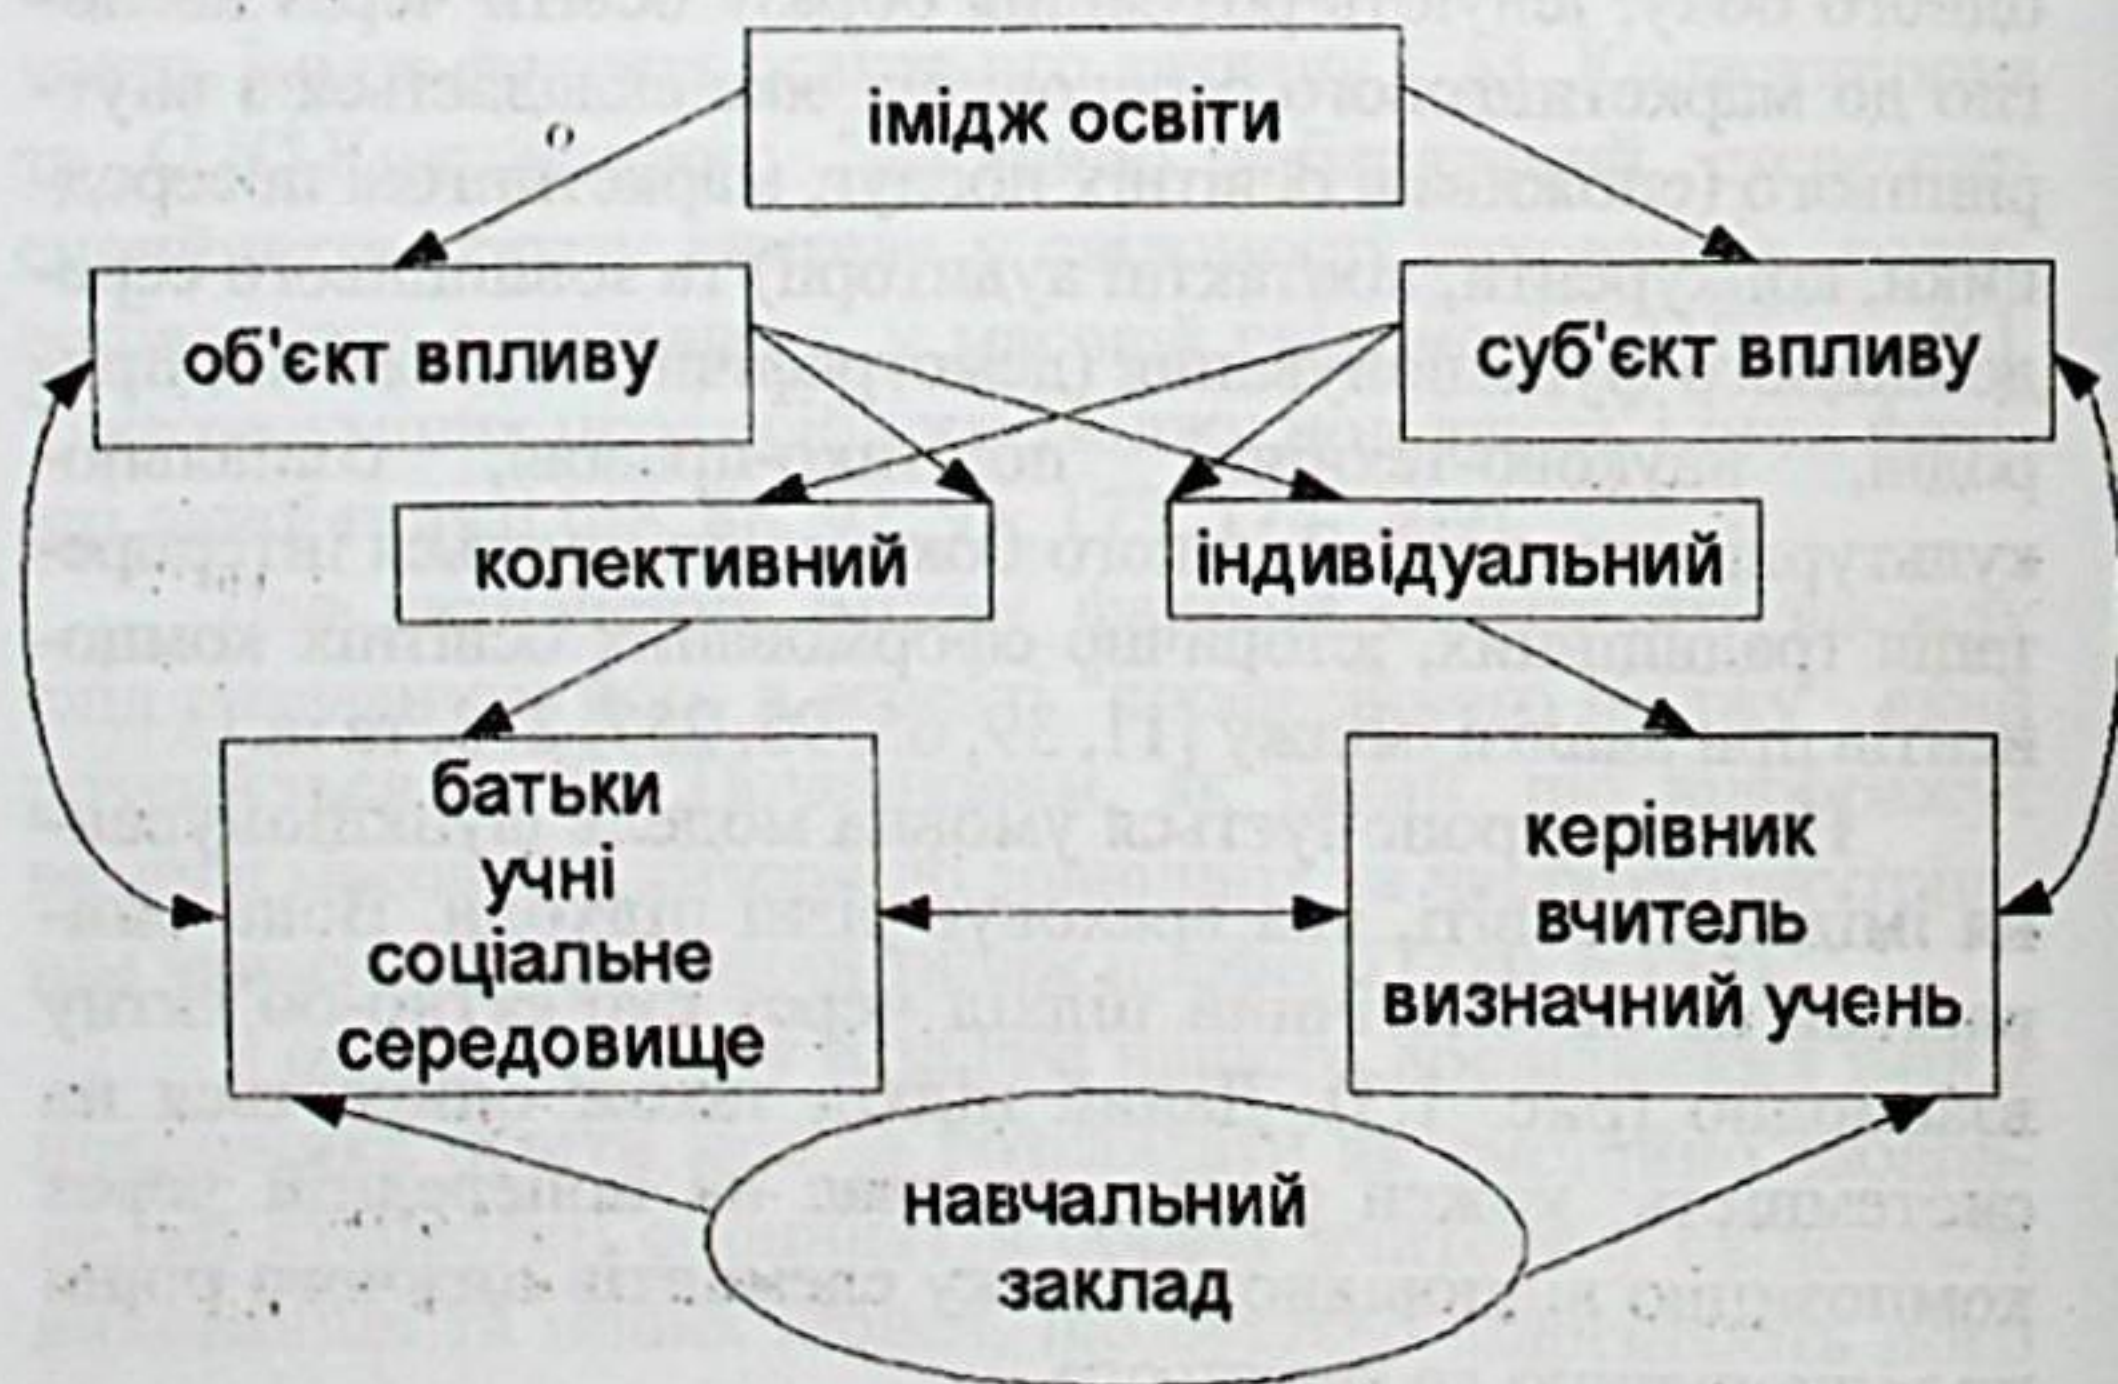 імідж освіти
об'єкт впливу
суб'єкт впливу
колективний
індивідуальний
батьки
учні
соціальне
середовище
керівник
вчитель
визначний учень
навчальний
заклад